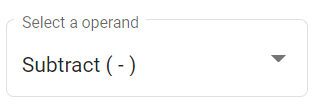 Select a operand
Subtract ( - )